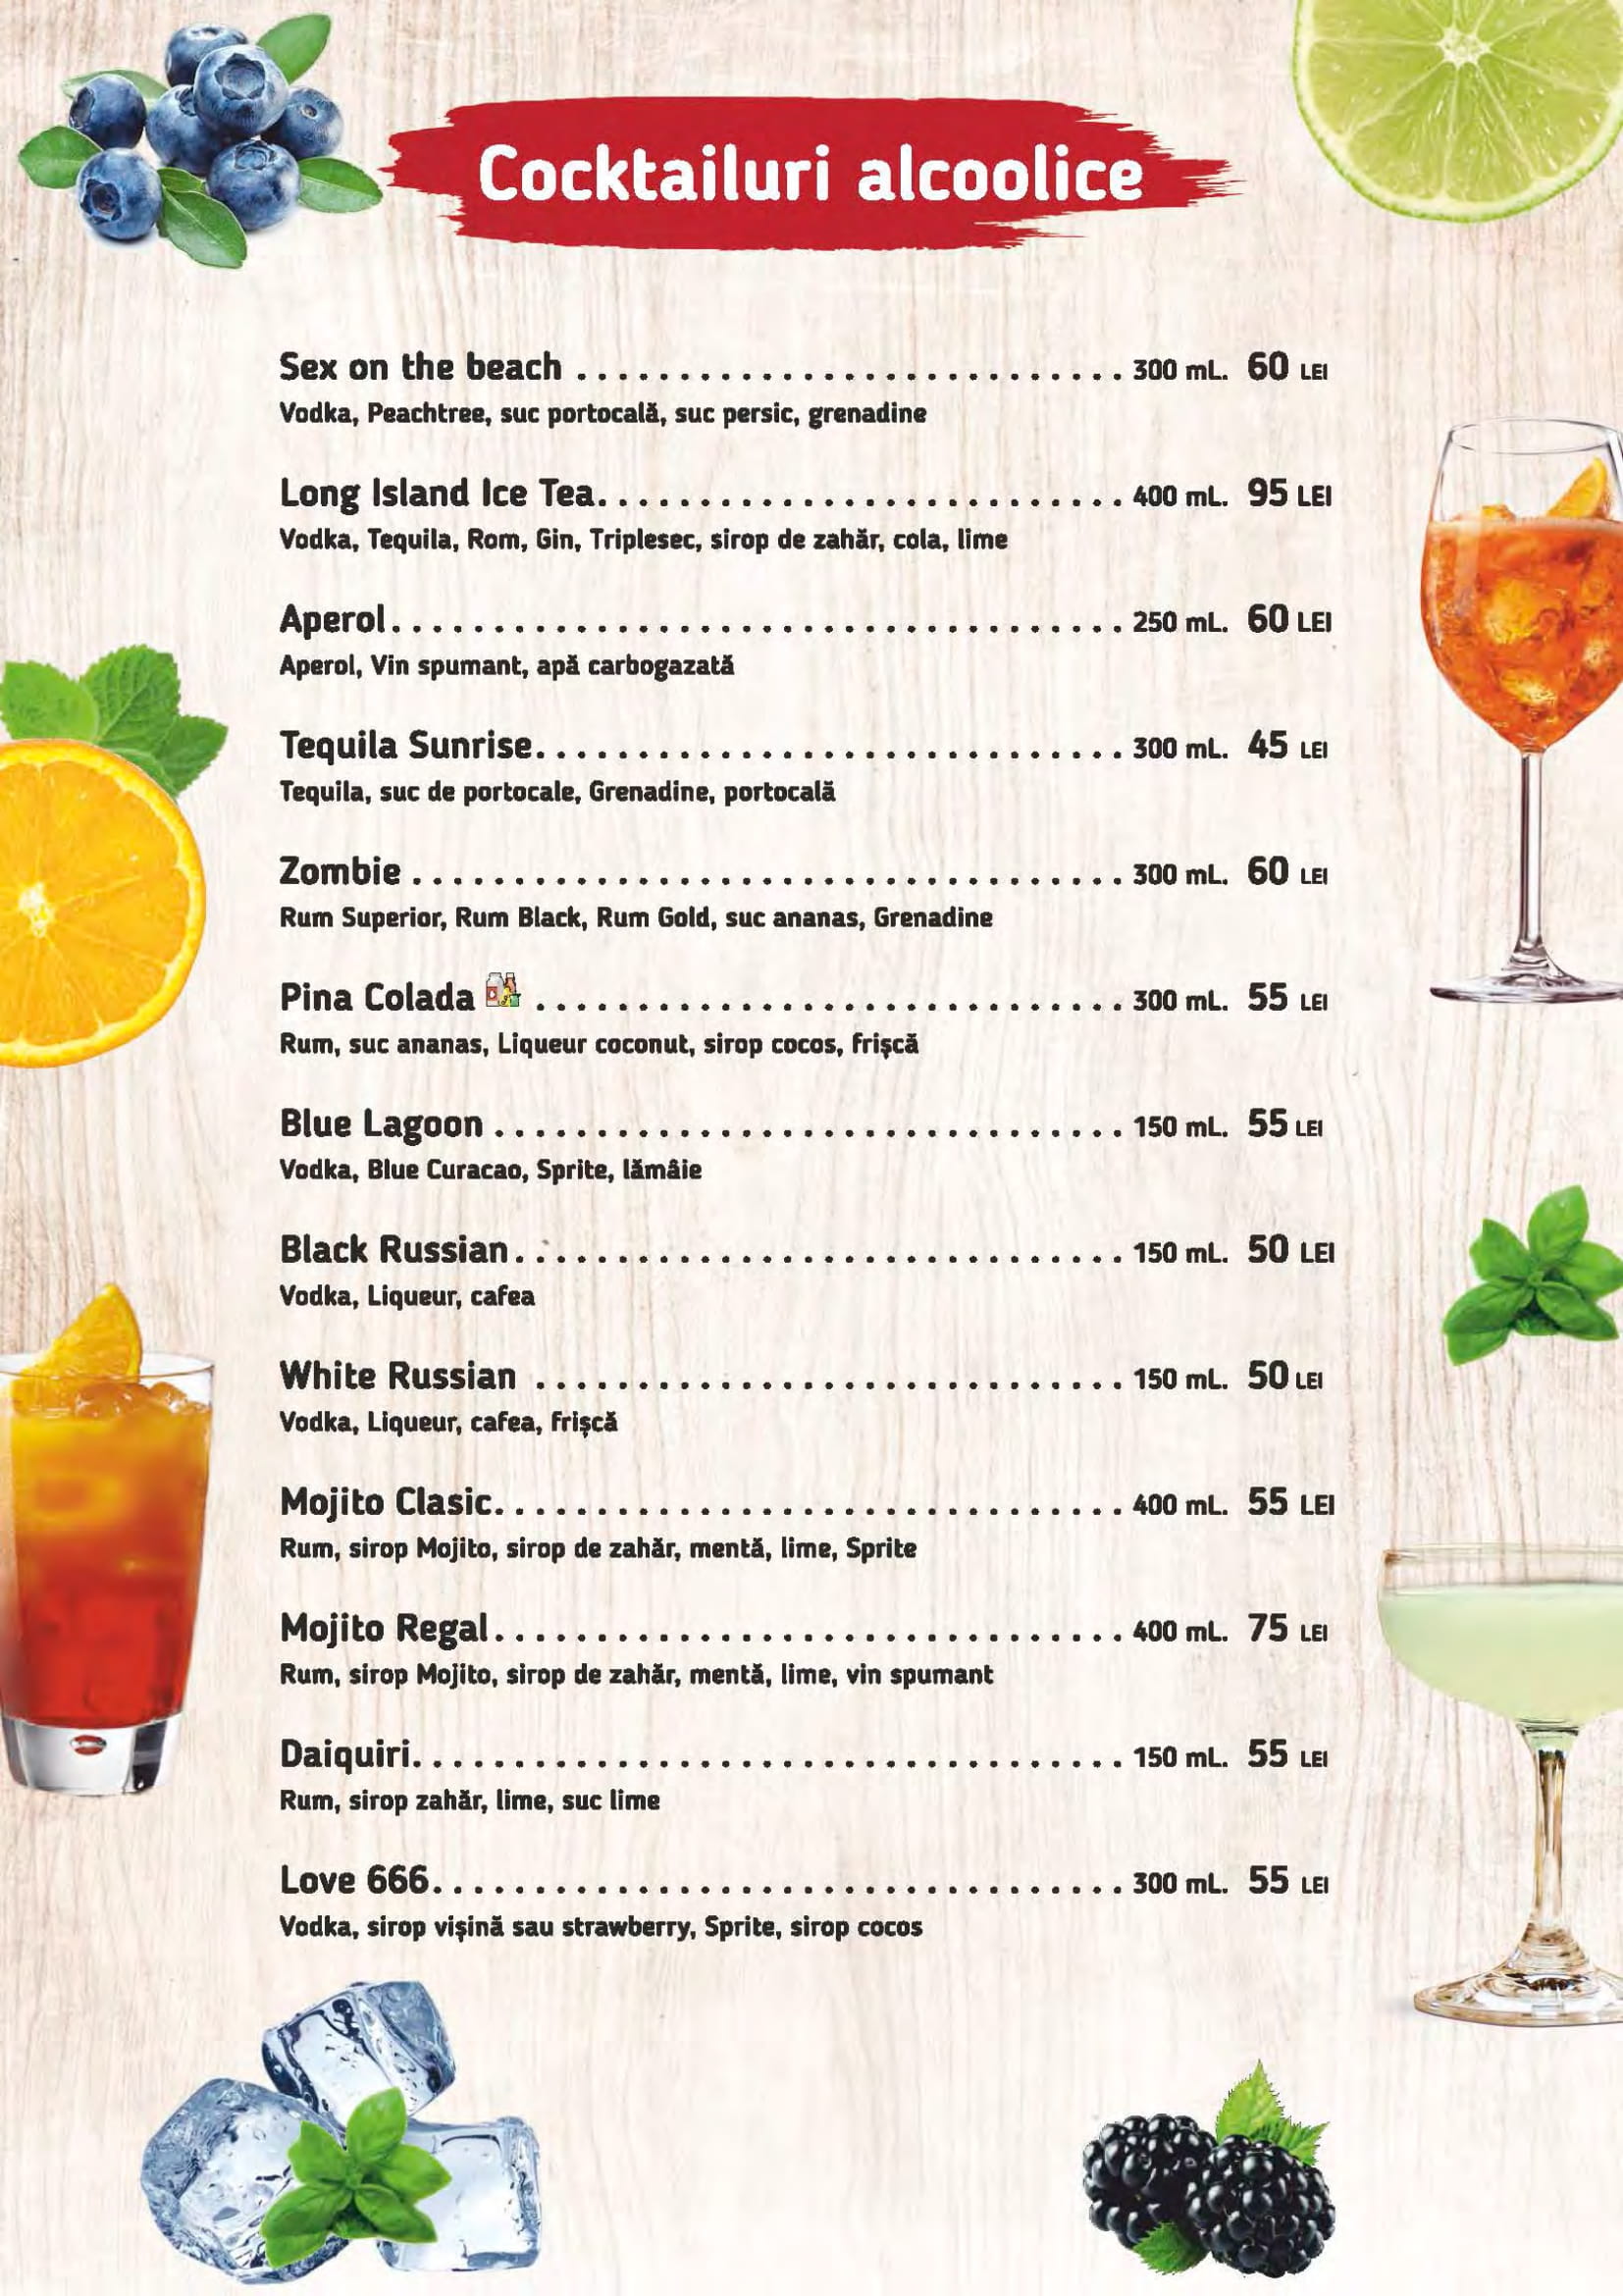 Cocktailuri alcoolice
Sex on the beach . . . . . . . . . . . . . . . . . . . . . . . . . . . 300 mL. 60 LEI
Vodka, Peachtree, suc portocală, suc persic, grenadine
Long Island Ice Tea. . . . . . . . . . . . . . . . . . . . . . . . . . 400 mL. 95 LEI
Vodka, Tequila, Rom, Gin, Triplesec, sirop de zahăr, cola, lime
Aperol. . . . . . . . . . . . . . . . . . . . . . . . . . . . . . . . . . . . 250 mL. 60 LEI
Aperol, Vin spumant, apă carbogazată
Tequila Sunrise. . . . . . . . . . . . . . . . . . . . . . . . . . . . . 300 mL. 45 LEI
Tequila, suc de portocale, Grenadine, portocală
Zombie . . . . . . . . . . . . . . . . . . . . . . . . . . . . . . . . . . . 300 mL. 60 LEI
Rum Superior, Rum Black, Rum Gold, suc ananas, Grenadine
Pina Colada . . . . . . . . . . . . . . . . . . . . . . . . . . . . . 300 mL. 55 LEI
Rum, suc ananas, Liqueur coconut, sirop cocos, frișcă
Blue Lagoon . . . . . . . . . . . . . . . . . . . . . . . . . . . . . . . 150 mL. 55 LEI
Vodka, Blue Curacao, Sprite, lămâie
Black Russian. . . . . . . . . . . . . . . . . . . . . . . . . . . . . . 150 mL. 50 LEI
Vodka, Liqueur, cafea
White Russian . . . . . . . . . . . . . . . . . . . . . . . . . . . . . 150 mL. 50 LEI
Vodka, Liqueur, cafea, frișcă
Mojito Clasic. . . . . . . . . . . . . . . . . . . . . . . . . . . . . . . 400 mL. 55 LEI
Rum, sirop Mojito, sirop de zahăr, mentă, lime, Sprite
Mojito Regal. . . . . . . . . . . . . . . . . . . . . . . . . . . . . . . 400 mL. 75 LEI
Rum, sirop Mojito, sirop de zahăr, mentă, lime, vin spumant
Daiquiri. . . . . . . . . . . . . . . . . . . . . . . . . . . . . . . . . . . 150 mL. 55 LEI
Rum, sirop zahăr, lime, suc lime
Love 666. . . . . . . . . . . . . . . . . . . . . . . . . . . . . . . . . . 300 mL. 55 LEI
Vodka, sirop vișină sau strawberry, Sprite, sirop cocos